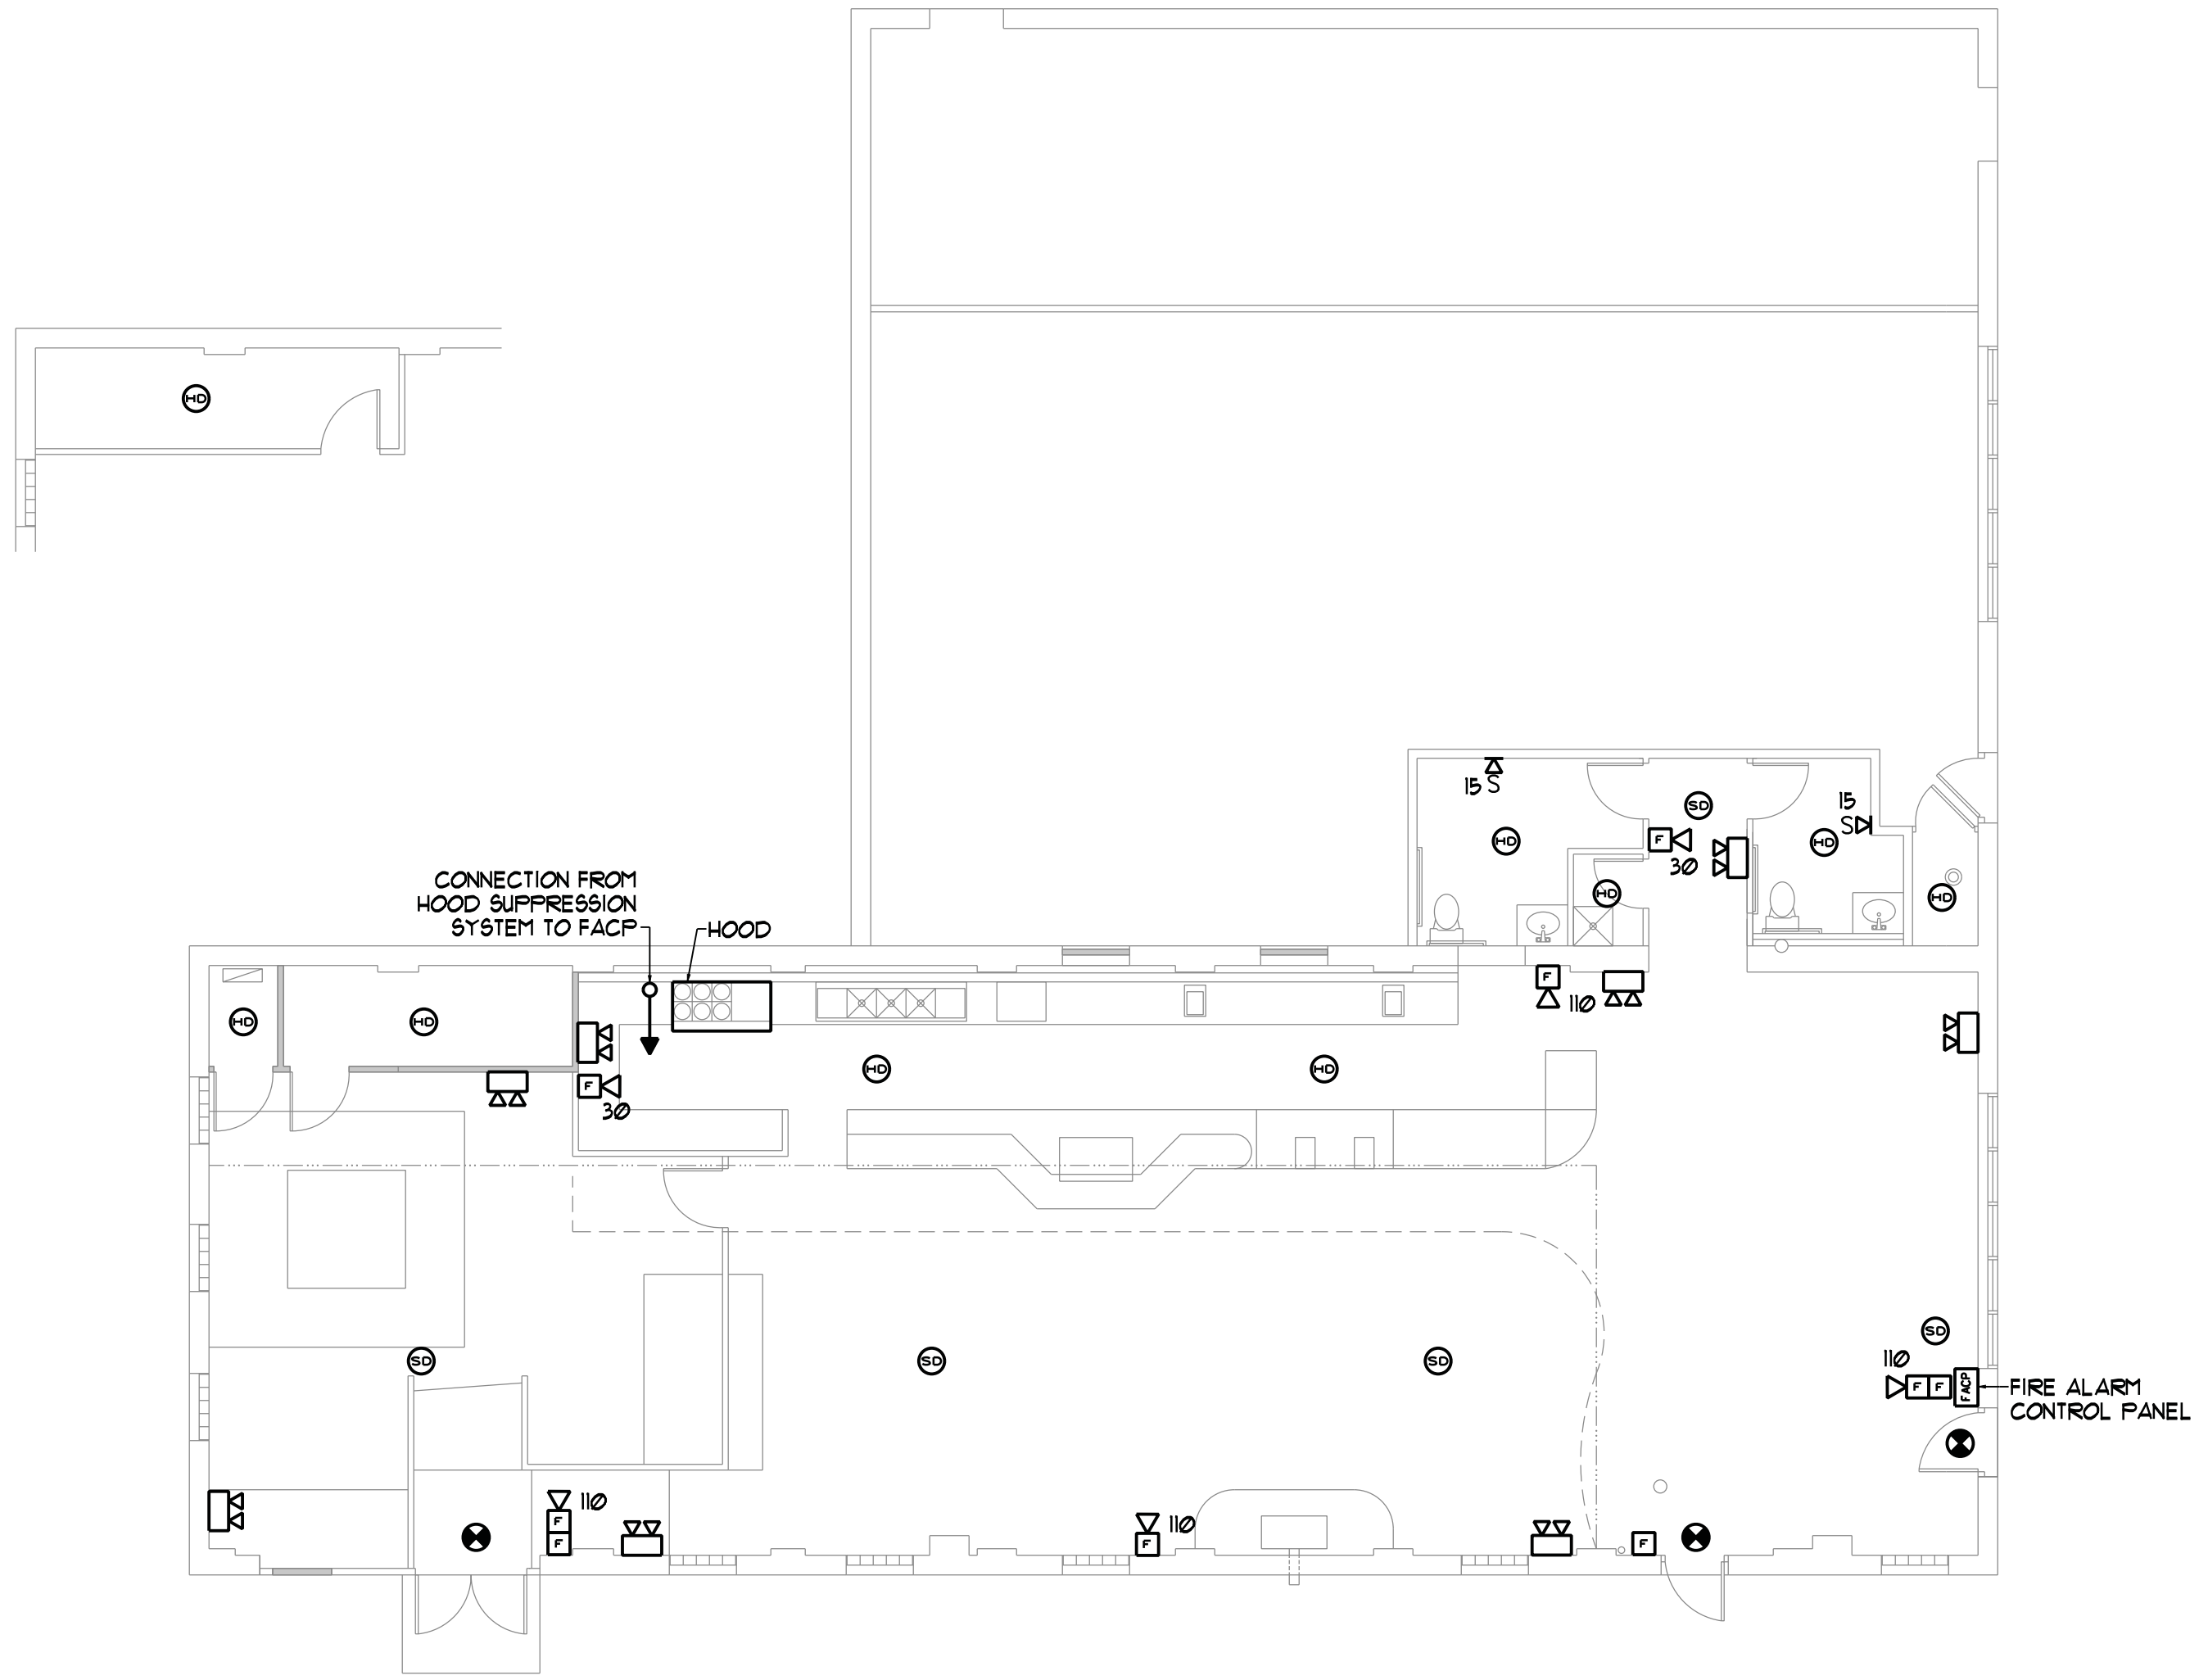 HD
15 S
SD
15
S
HD
F
HD
30
HD
HD
CONNECTION FROM
HOOD SUPPRESSION
SYSTEM TO FACP
HOOD
F
110
HD
HD
HD
HD
F
30
SD
SD
SD
SD
110
F F
FACP
FIRE ALARM
CONTROL PANEL
F
F
110
F
110
F